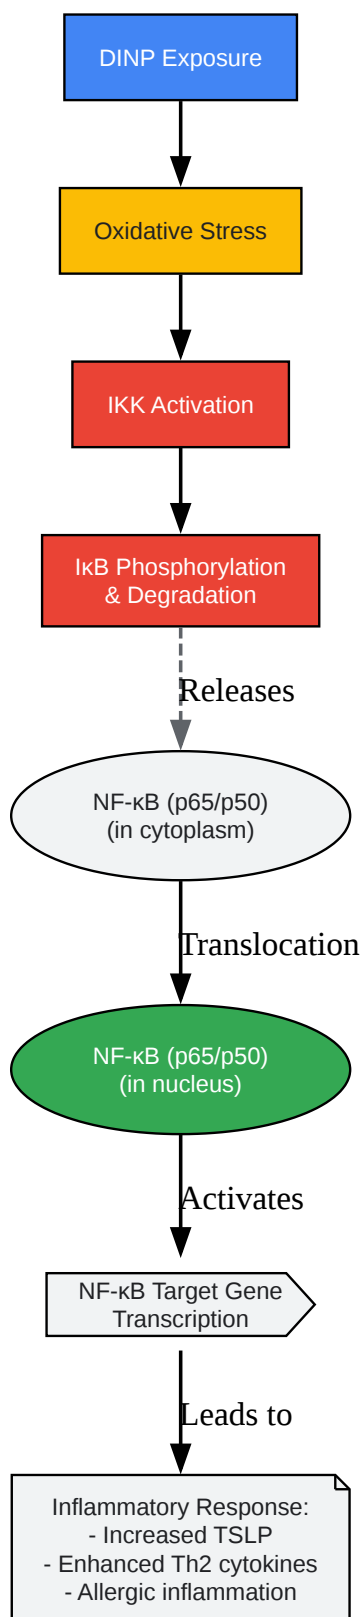 DINP Exposure
Oxidative Stress
IKK Activation
IκB Phosphorylation
& Degradation
Releases
NF-κB (p65/p50)
(in cytoplasm)
Translocation
NF-κB (p65/p50)
(in nucleus)
Activates
NF-κB Target Gene
Transcription
Leads to
Inflammatory Response:
- Increased TSLP
- Enhanced Th2 cytokines
- Allergic inflammation